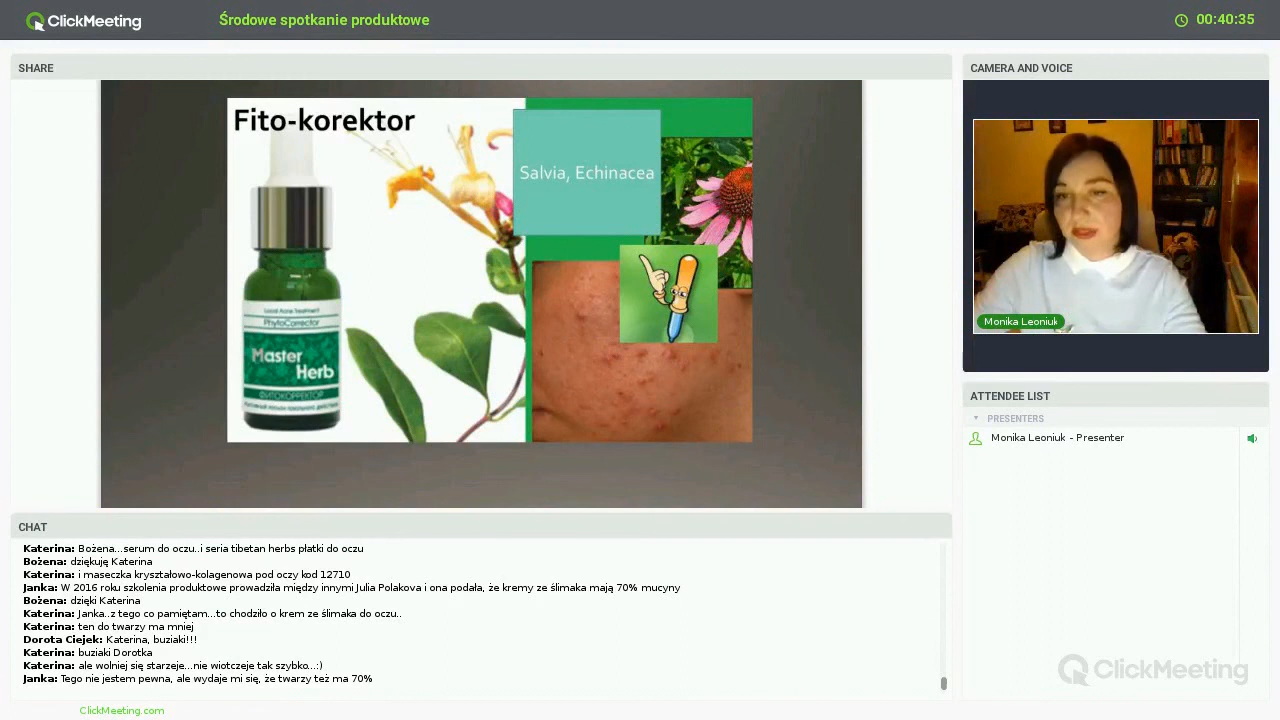 ClickMeeting
Środowe spotkanie produktowe
00:40:35
SHARE
Fito-korektor
Salvia, Echinacea
Local Acne Treatment
PhytoCorrector
Master
Herb
ФИТОКОРРЕКТОР
CAMERA AND VOICE
Monika Leoniuk
ATTENDEE LIST
PRESENTERS
Monika Leoniuk - Presenter
CHAT
Katerina: Bożena...serum do oczu..i seria tibetan herbs płatki do oczu
Bożena: dziękuję Katerina
Katerina: i maseczka kryształowo-kolagenowa pod oczy kod 12710
Janka: W 2016 roku szkolenia produktowe prowadziła między innymi Julia Polakova i ona podała, że kremy ze ślimaka mają 70% mucyny
Bożena: dzięki Katerina
Katerina: Janka..z tego co pamiętam...to chodziło o krem ze ślimaka do oczu..
Katerina: ten do twarzy ma mniej
Dorota Ciejek: Katerina, buziaki!!!
Katerina: buziaki Dorotka
Katerina: ale wolniej się starzeje...nie wiotczeje tak szybko...:)
Janka: Tego nie jestem pewna, ale wydaje mi się, że twarzy też ma 70%
ClickMeeting
ClickMeeting.com